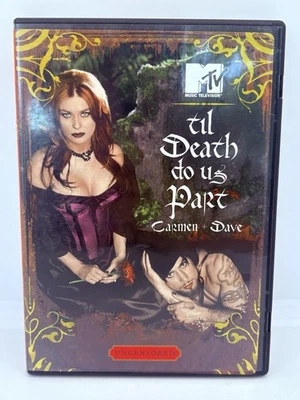 MTV
MUSIC TELEVISION®
til
Death
do us
Part
Carmen + Dave
UNCENSORED